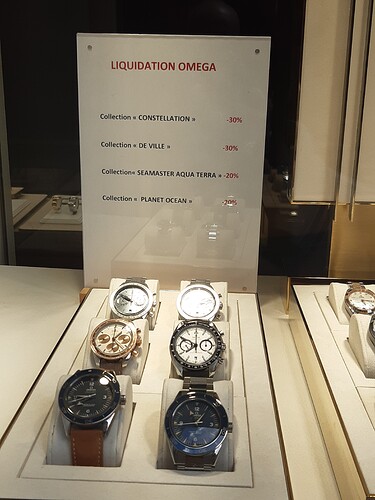 LIQUIDATION OMEGA
Collection « CONSTELLATION » -30%
Collection « DE VILLE » -30%
Collection« SEAMASTER AQUA TERRA » -20%
Collection « PLANET OCEAN » -20%